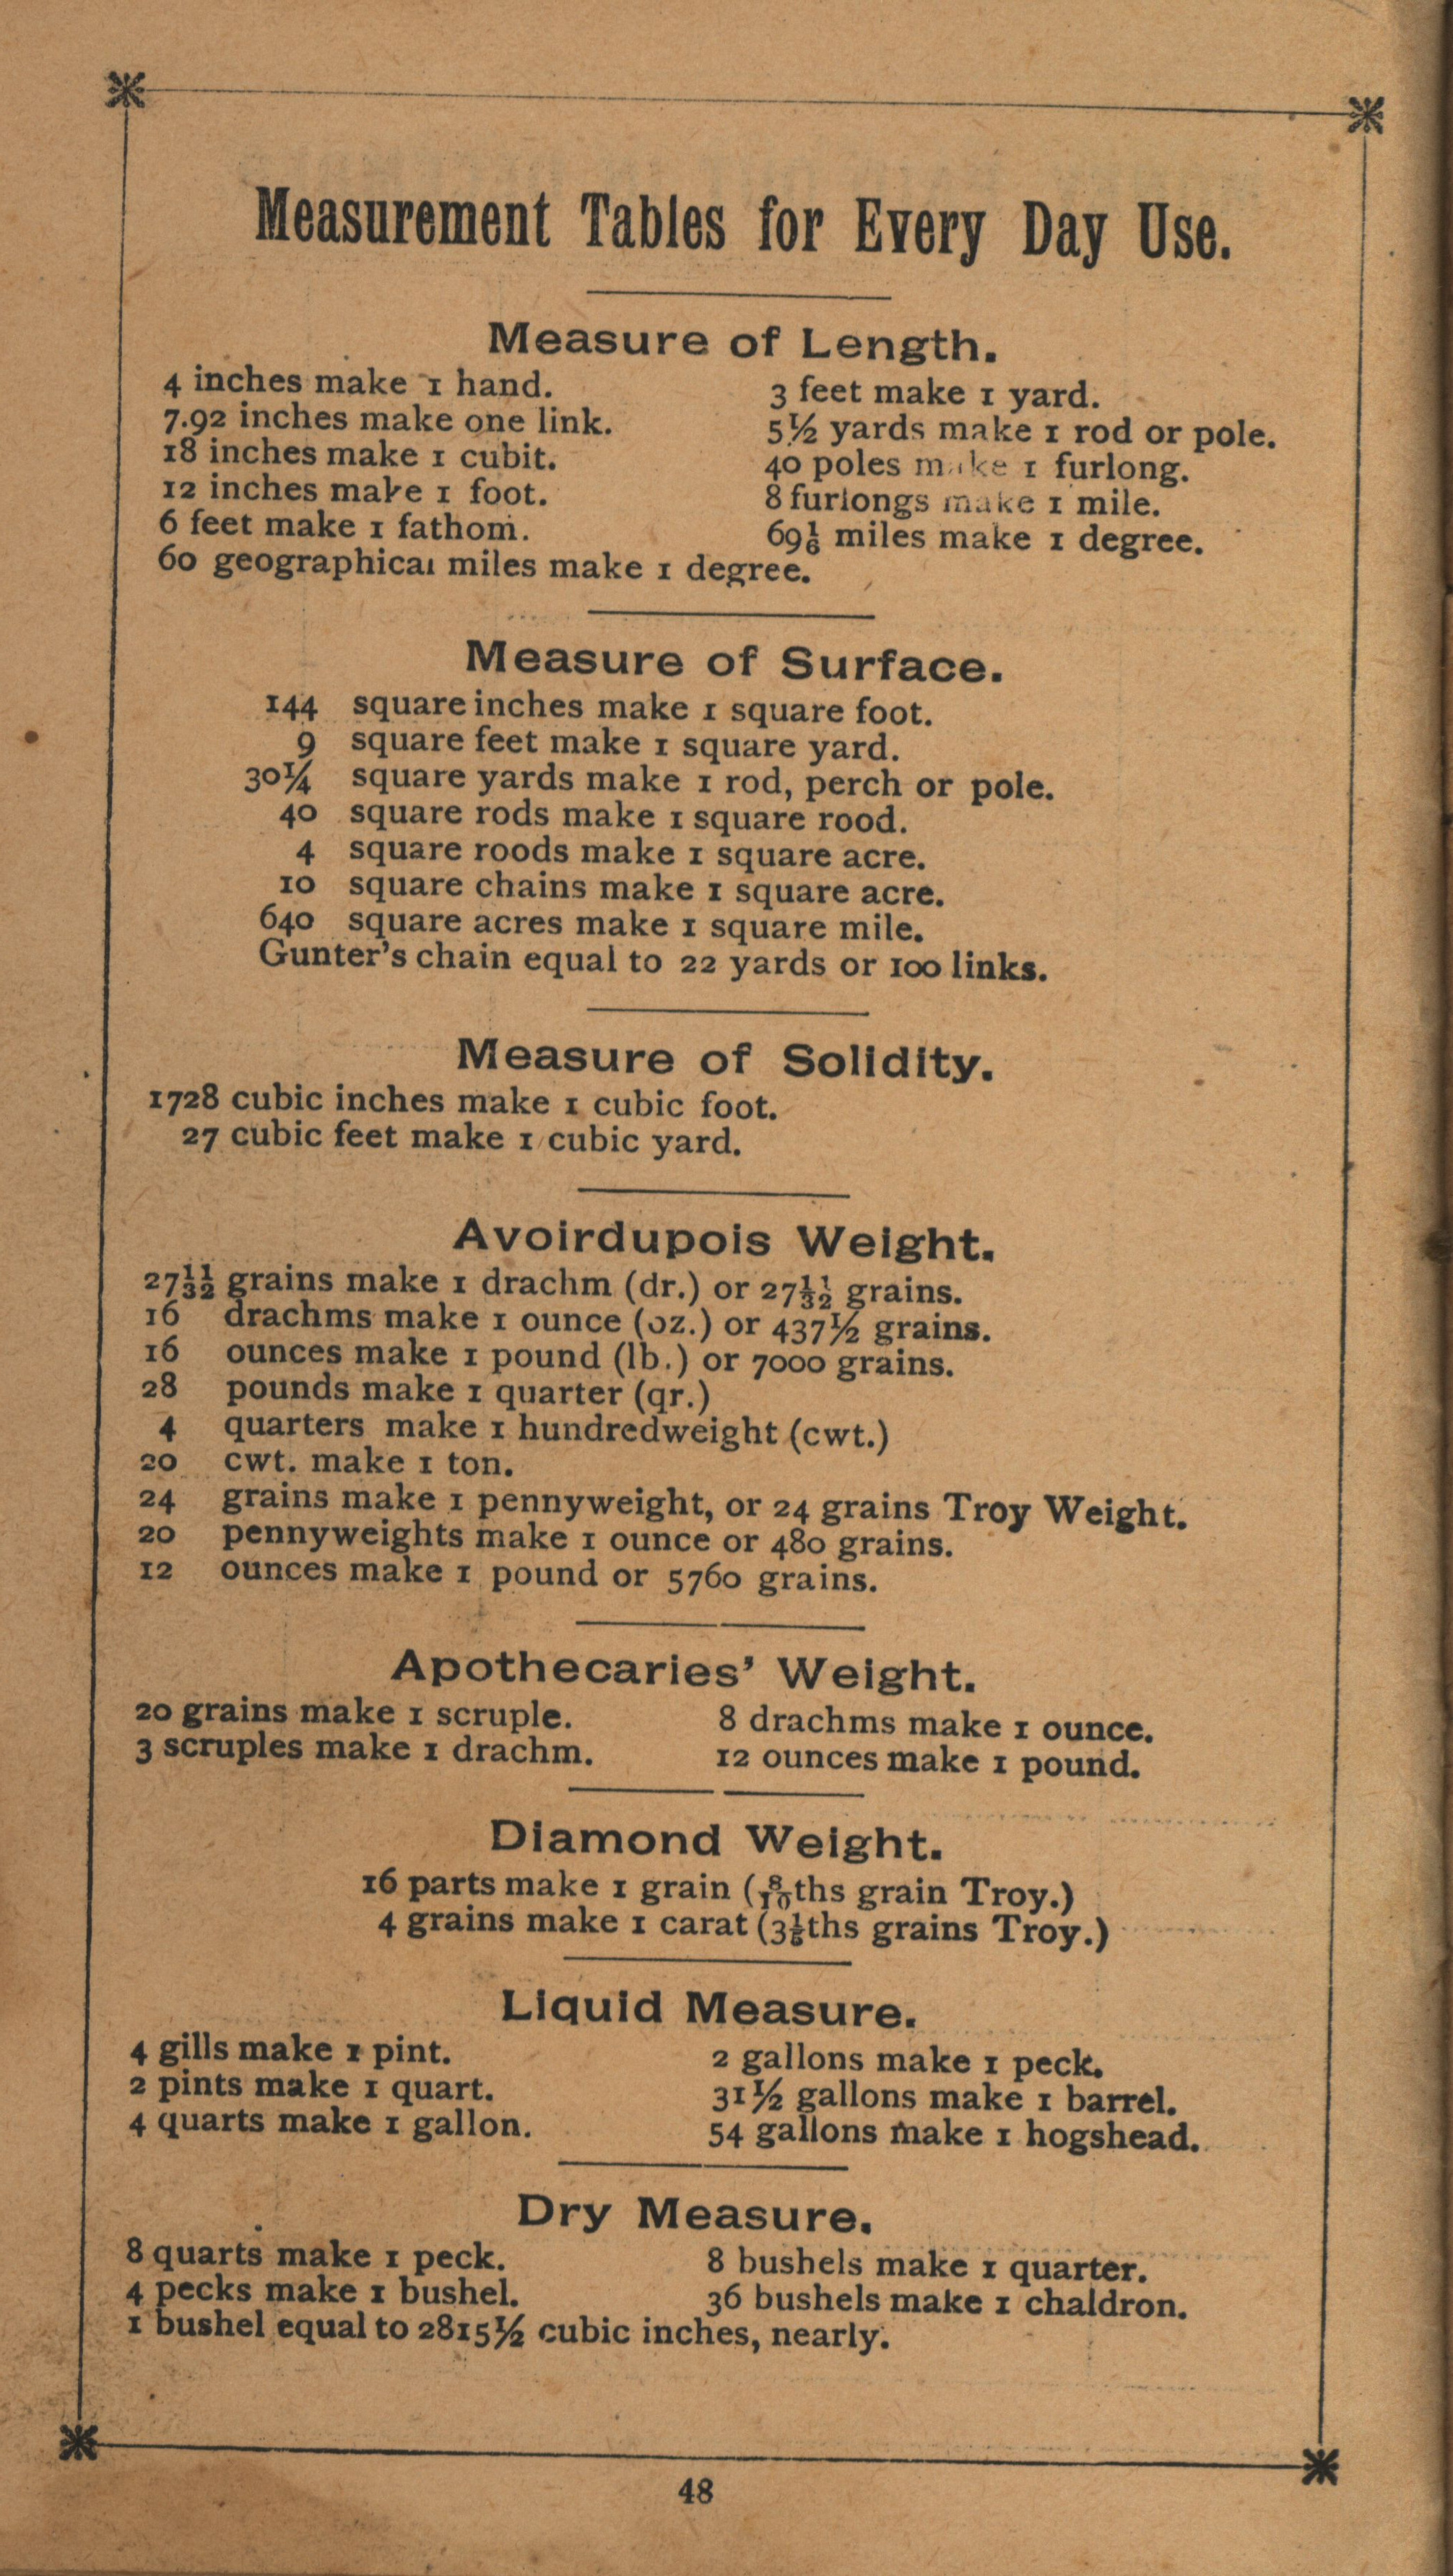 Measurement Tables for Every Day Use.
Measure of Length.
4 inches make 1 hand.
7.92 inches make one link.
18 inches make 1 cubit.
12 inches make 1 foot.
6 feet make 1 fathom.
60 geographical miles make 1 degree.
3 feet make 1 yard.
5½ yards make 1 rod or pole.
40 poles make 1 furlong.
8 furlongs make 1 mile.
69⅙ miles make 1 degree.
Measure of Surface.
144 square inches make 1 square foot.
9 square feet make 1 square yard.
30¼ square yards make 1 rod, perch or pole.
40 square rods make 1 square rood.
4 square roods make 1 square acre.
10 square chains make 1 square acre.
640 square acres make 1 square mile.
Gunter's chain equal to 22 yards or 100 links.
Measure of Solidity.
1728 cubic inches make 1 cubic foot.
27 cubic feet make 1 cubic yard.
Avoirdupois Weight.
27 11/32 grains make 1 drachm (dr.) or 27 11/32 grains.
16 drachms make 1 ounce (oz.) or 437½ grains.
16 ounces make 1 pound (lb.) or 7000 grains.
28 pounds make 1 quarter (qr.)
4 quarters make 1 hundredweight (cwt.)
20 cwt. make 1 ton.
24 grains make 1 pennyweight, or 24 grains Troy Weight.
20 pennyweights make 1 ounce or 480 grains.
12 ounces make 1 pound or 5760 grains.
Apothecaries' Weight.
20 grains make 1 scruple.
3 scruples make 1 drachm.
8 drachms make 1 ounce.
12 ounces make 1 pound.
Diamond Weight.
16 parts make 1 grain (8/10ths grain Troy.)
4 grains make 1 carat (3⅕ths grains Troy.)
Liquid Measure.
4 gills make 1 pint.
2 pints make 1 quart.
4 quarts make 1 gallon.
2 gallons make 1 peck.
31½ gallons make 1 barrel.
54 gallons make 1 hogshead.
Dry Measure.
8 quarts make 1 peck.
4 pecks make 1 bushel.
1 bushel equal to 2815½ cubic inches, nearly.
8 bushels make 1 quarter.
36 bushels make 1 chaldron.
48